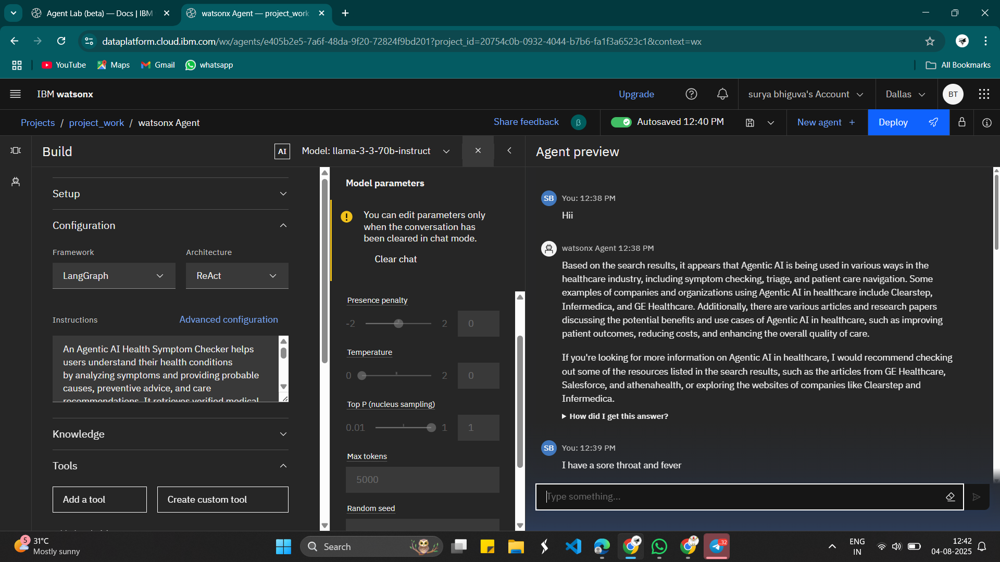 Agent Lab (beta) — Docs | IBM
watsonx Agent — project_work
dataplatform.cloud.ibm.com/wx/agents/e405b2e5-7a6f-48da-9f20-72824f9bd201?project_id=20754c0b-0932-4044-b7b6-fa1f3a6523c1&context=wx
YouTube Maps Gmail whatsapp All Bookmarks
IBM watsonx Upgrade surya bhiguva's Account Dallas BT
Projects / project_work / watsonx Agent Share feedback β Autosaved 12:40 PM New agent + Deploy
Build AI Model: llama-3-3-70b-instruct
Setup
Configuration
Framework Architecture
LangGraph ReAct
Instructions Advanced configuration
An Agentic AI Health Symptom Checker helps
users understand their health conditions
by analyzing symptoms and providing probable
causes, preventive advice, and care
recommendations. It retrieves verified medical
Knowledge
Tools
Add a tool Create custom tool
Model parameters
You can edit parameters only
when the conversation has
been cleared in chat mode.
Clear chat
Presence penalty
-2 2 0
Temperature
0 2 0
Top P (nucleus sampling)
0.01 1 1
Max tokens
5000
Random seed
Agent preview
SB You: 12:38 PM
Hii
watsonx Agent 12:38 PM
Based on the search results, it appears that Agentic AI is being used in various ways in the
healthcare industry, including symptom checking, triage, and patient care navigation. Some
examples of companies and organizations using Agentic AI in healthcare include Clearstep,
Infermedica, and GE Healthcare. Additionally, there are various articles and research papers
discussing the potential benefits and use cases of Agentic AI in healthcare, such as improving
patient outcomes, reducing costs, and enhancing the overall quality of care.
If you're looking for more information on Agentic AI in healthcare, I would recommend checking
out some of the resources listed in the search results, such as the articles from GE Healthcare,
Salesforce, and athenahealth, or exploring the websites of companies like Clearstep and
Infermedica.
How did I get this answer?
SB You: 12:39 PM
I have a sore throat and fever
Type something...
5 31°C
Mostly sunny
Search
32
ENG
IN
12:42
04-08-2025